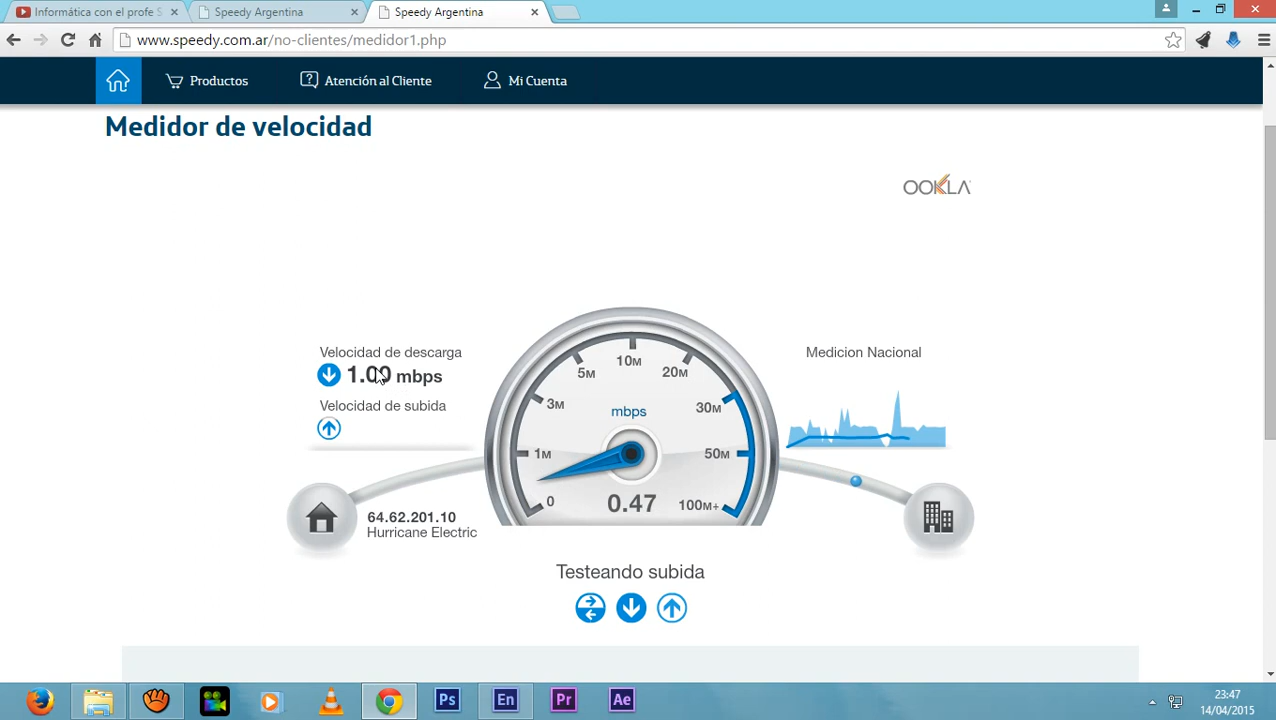 Informática con el profe S
Speedy Argentina
Speedy Argentina
www.speedy.com.ar/no-clientes/medidor1.php
Productos
Atención al Cliente
Mi Cuenta
Medidor de velocidad
OOKLA
Velocidad de descarga
1.00 mbps
Velocidad de subida
Medicion Nacional
0
1M
3M
5M
10M
20M
30M
50M
100M+
mbps
0.47
64.62.201.10
Hurricane Electric
Testeando subida
Ps
En
Pr
Ae
23:47
14/04/2015